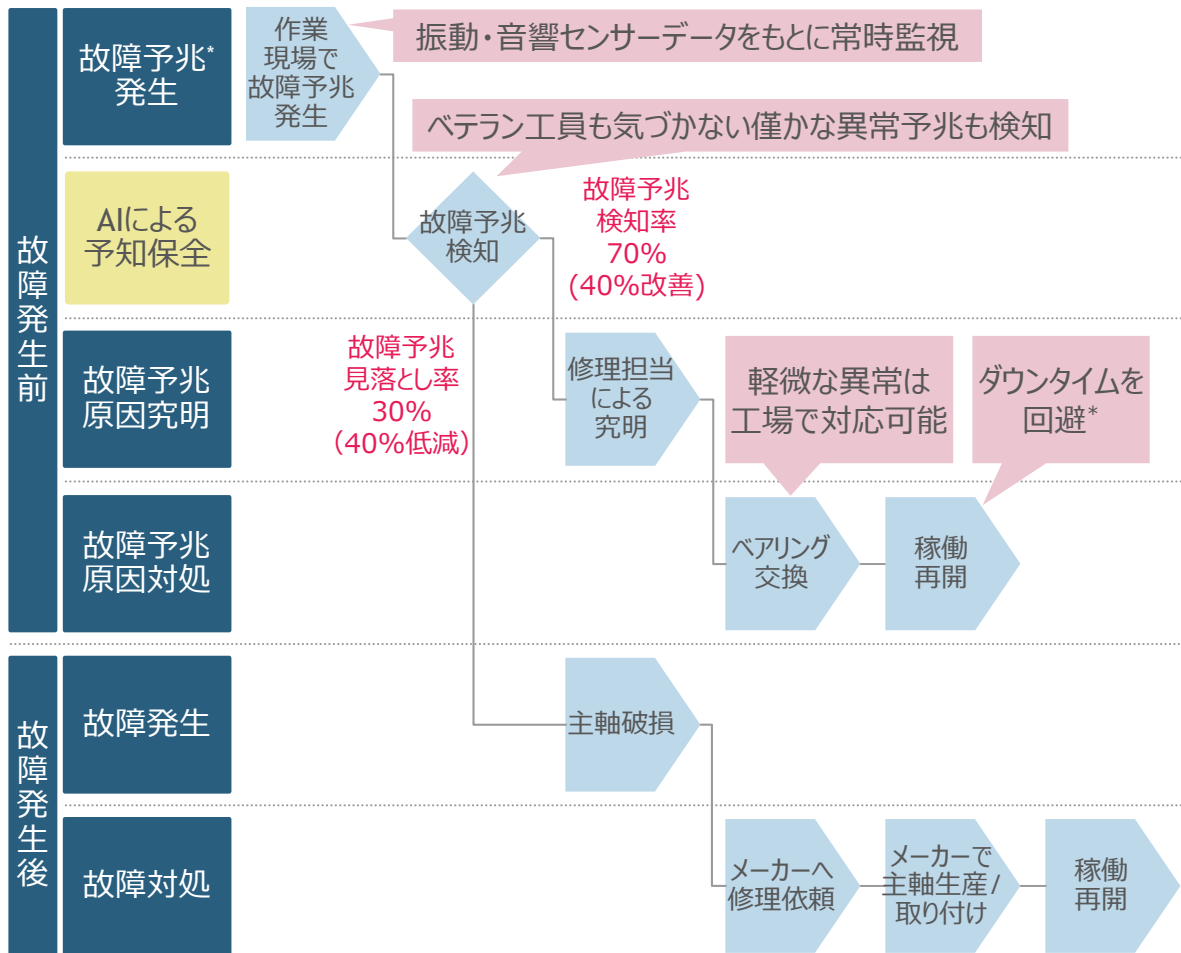 故障発生前
故障予兆*
発生
作業
現場で
故障予兆
発生
振動・音響センサーデータをもとに常時監視
ベテラン工員も気づかない僅かな異常予兆も検知
AIによる
予知保全
故障予兆
検知
故障予兆
検知率
70%
(40%改善)
故障予兆
見落とし率
30%
(40%低減)
故障予兆
原因究明
修理担当
による
究明
軽微な異常は
工場で対応可能
ダウンタイムを
回避*
故障予兆
原因対処
ベアリング
交換
稼働
再開
故障発生後
故障発生
主軸破損
故障対処
メーカーへ
修理依頼
メーカーで
主軸生産/
取り付け
稼働
再開